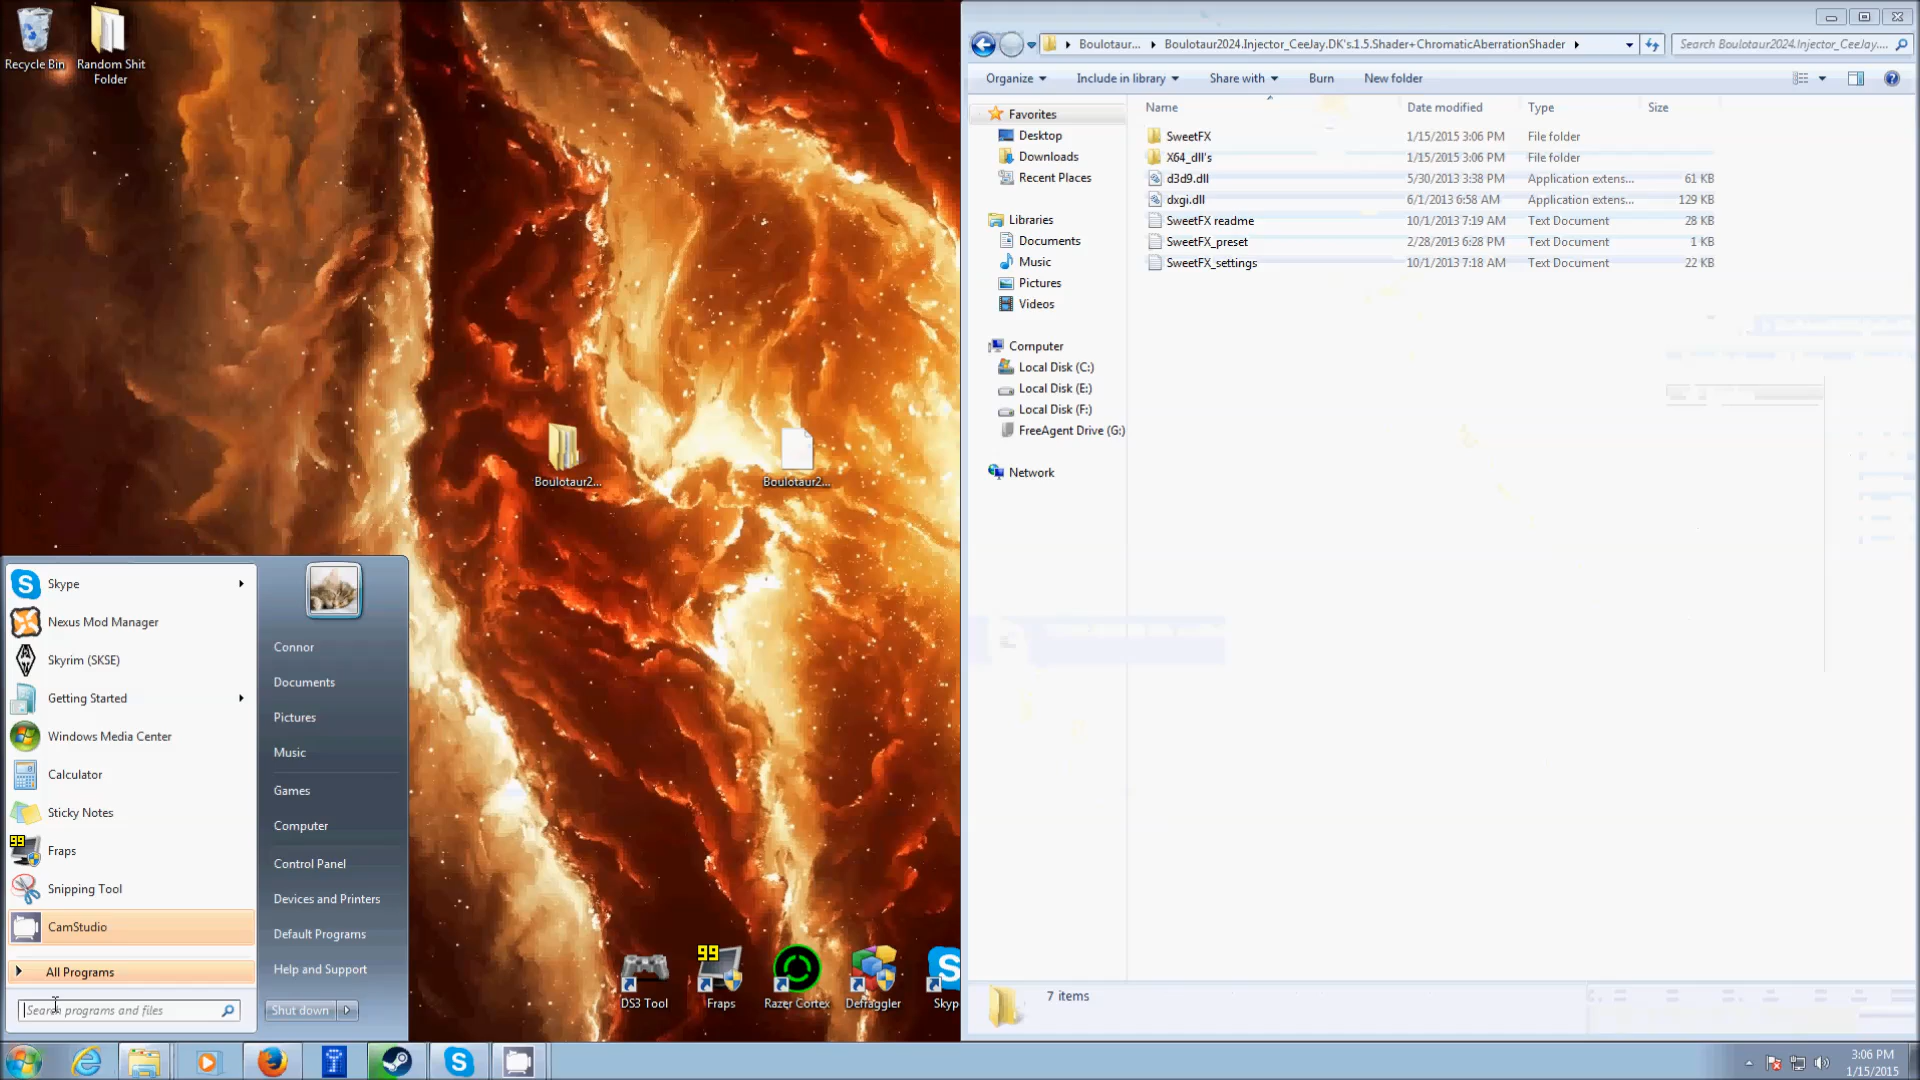 Recycle Bin
Random Shit
Folder
Boulotaur2...
Boulotaur2...
Skype
Nexus Mod Manager
Skyrim (SKSE)
Getting Started
Windows Media Center
Calculator
Sticky Notes
99
Fraps
Snipping Tool
CamStudio
All Programs
Search programs and files
Connor
Documents
Pictures
Music
Games
Computer
Control Panel
Devices and Printers
Default Programs
Help and Support
Shut down
DS3 Tool
99
Fraps
Razer Cortex
Defraggler
Skyp
Boulotaur... Boulotaur2024.Injector_CeeJay.DK's.1.5.Shader+ChromaticAberrationShader
Search Boulotaur2024.Injector_CeeJay....
Organize Include in library Share with Burn New folder
Name Date modified Type Size
Favorites
Desktop
Downloads
Recent Places
Libraries
Documents
Music
Pictures
Videos
Computer
Local Disk (C:)
Local Disk (E:)
Local Disk (F:)
FreeAgent Drive (G:)
Network
SweetFX 1/15/2015 3:06 PM File folder
X64_dll's 1/15/2015 3:06 PM File folder
d3d9.dll 5/30/2013 3:38 PM Application extens... 61 KB
dxgi.dll 6/1/2013 6:58 AM Application extens... 129 KB
SweetFX readme 10/1/2013 7:19 AM Text Document 28 KB
SweetFX_preset 2/28/2013 6:28 PM Text Document 1 KB
SweetFX_settings 10/1/2013 7:18 AM Text Document 22 KB
7 items
3:06 PM
1/15/2015